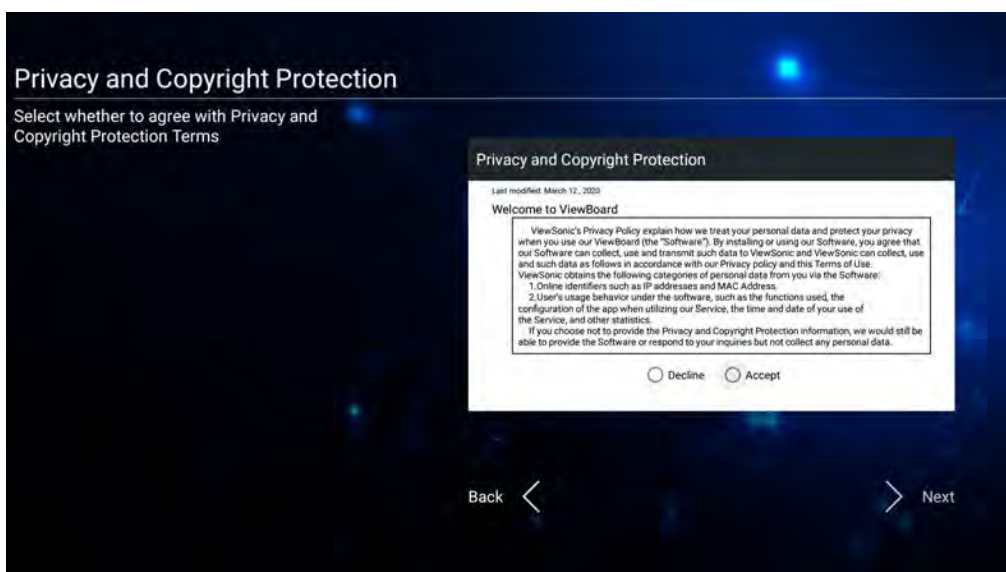 Privacy and Copyright Protection
Select whether to agree with Privacy and
Copyright Protection Terms
Privacy and Copyright Protection
Last modified: March 12, 2020
Welcome to ViewBoard
ViewSonic's Privacy Policy explain how we treat your personal data and protect your privacy
when you use our ViewBoard (the "Software"). By installing or using our Software, you agree that
our Software can collect, use and transmit such data to ViewSonic and ViewSonic can collect, use
and such data as follows in accordance with our Privacy policy and this Terms of Use.
ViewSonic obtains the following categories of personal data from you via the Software:
1.Online identifiers such as IP addresses and MAC Address.
2.User's usage behavior under the software, such as the functions used, the
configuration of the app when utilizing our Service, the time and date of your use of
the Service, and other statistics.
If you choose not to provide the Privacy and Copyright Protection information, we would still be
able to provide the Software or respond to your inquiries but not collect any personal data.
Decline Accept
Back Next